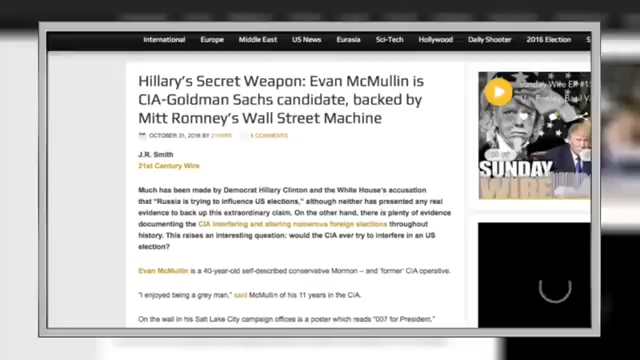 International Europe Middle East US News Eurasia Sci-Tech Hollywood Daily Shooter 2016 Election
Hillary's Secret Weapon: Evan McMullin is
CIA-Goldman Sachs candidate, backed by
Mitt Romney's Wall Street Machine
OCTOBER 31, 2016 BY 21WIRE COMMENTS
J.R. Smith
21st Century Wire
Much has been made by Democrat Hillary Clinton and the White House's accusation
that "Russia is trying to influence US elections," although neither has presented any real
evidence to back up this extraordinary claim. On the other hand, there is plenty of evidence
documenting the CIA interfering and altering numerous foreign elections throughout
history. This raises an interesting question: would the CIA ever try to interfere in an US
election?
Evan McMullin is a 40-year-old self-described conservative Mormon – and 'former' CIA operative.
"I enjoyed being a grey man," said McMullin of his 11 years in the CIA.
On the wall in his Salt Lake City campaign offices is a poster which reads "007 for President."
Sunday Wire
SUNDAY
WIRE